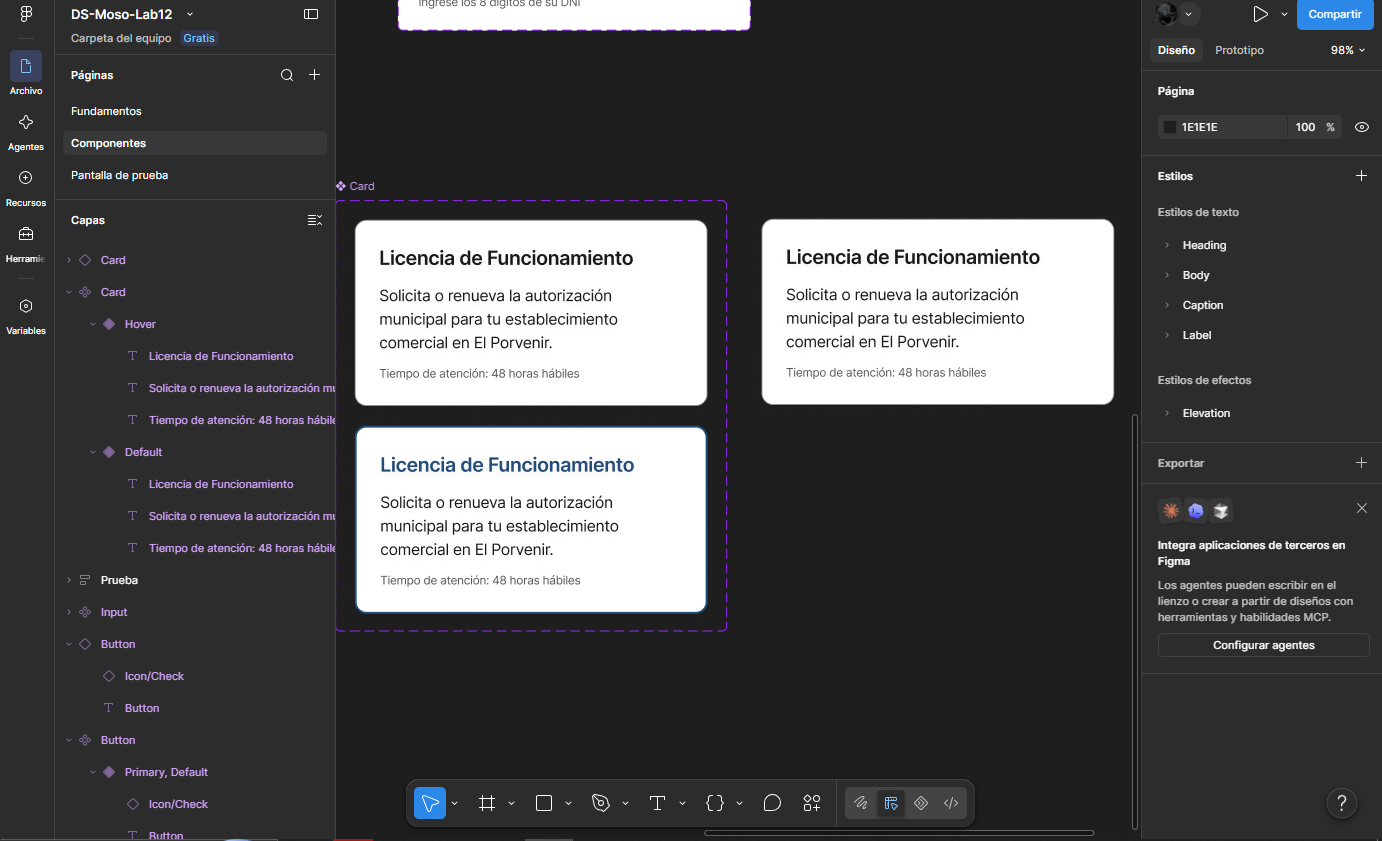 DS-Moso-Lab12
Carpeta del equipo Gratis
Archivo
Agentes
Recursos
Herramie
Variables
Páginas
Fundamentos
Componentes
Pantalla de prueba
Capas
Card
Card
Hover
Licencia de Funcionamiento
Solicita o renueva la autorización mu
Tiempo de atención: 48 horas hábile
Default
Licencia de Funcionamiento
Solicita o renueva la autorización mu
Tiempo de atención: 48 horas hábile
Prueba
Input
Button
Icon/Check
Button
Button
Primary, Default
Icon/Check
Button
Ingrese los 8 dígitos de su DNI
Card
Licencia de Funcionamiento
Solicita o renueva la autorización
municipal para tu establecimiento
comercial en El Porvenir.
Tiempo de atención: 48 horas hábiles
Licencia de Funcionamiento
Solicita o renueva la autorización
municipal para tu establecimiento
comercial en El Porvenir.
Tiempo de atención: 48 horas hábiles
Licencia de Funcionamiento
Solicita o renueva la autorización
municipal para tu establecimiento
comercial en El Porvenir.
Tiempo de atención: 48 horas hábiles
Compartir
Diseño Prototipo 98%
Página
1E1E1E 100 %
Estilos
Estilos de texto
Heading
Body
Caption
Label
Estilos de efectos
Elevation
Exportar
Integra aplicaciones de terceros en
Figma
Los agentes pueden escribir en el
lienzo o crear a partir de diseños con
herramientas y habilidades MCP.
Configurar agentes
?